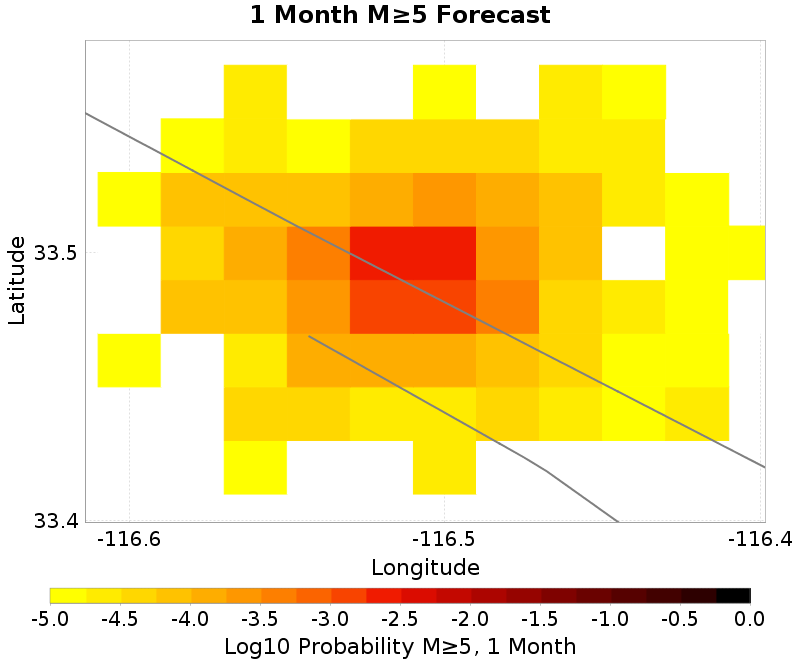 1 Month M≥5 Forecast
Latitude
33.5
33.4
-116.6 -116.5 -116.4
Longitude
-5.0 -4.5 -4.0 -3.5 -3.0 -2.5 -2.0 -1.5 -1.0 -0.5 0.0
Log10 Probability M≥5, 1 Month